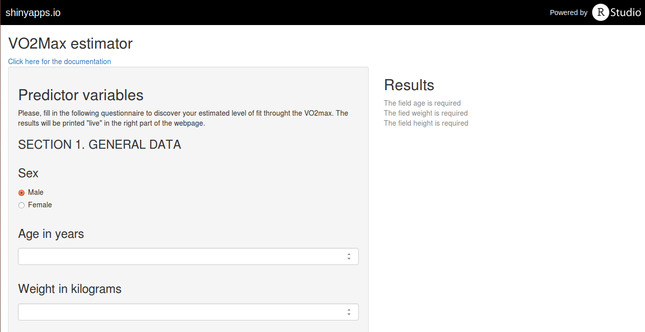 shinyapps.io
Powered by R Studio
VO2Max estimator
Click here for the documentation
Predictor variables
Please, fill in the following questionnaire to discover your estimated level of fit throught the VO2max. The
results will be printed "live" in the right part of the webpage.
SECTION 1. GENERAL DATA
Sex
Male
Female
Age in years
Weight in kilograms
Results
The field age is required
The fied weight is required
The field height is required